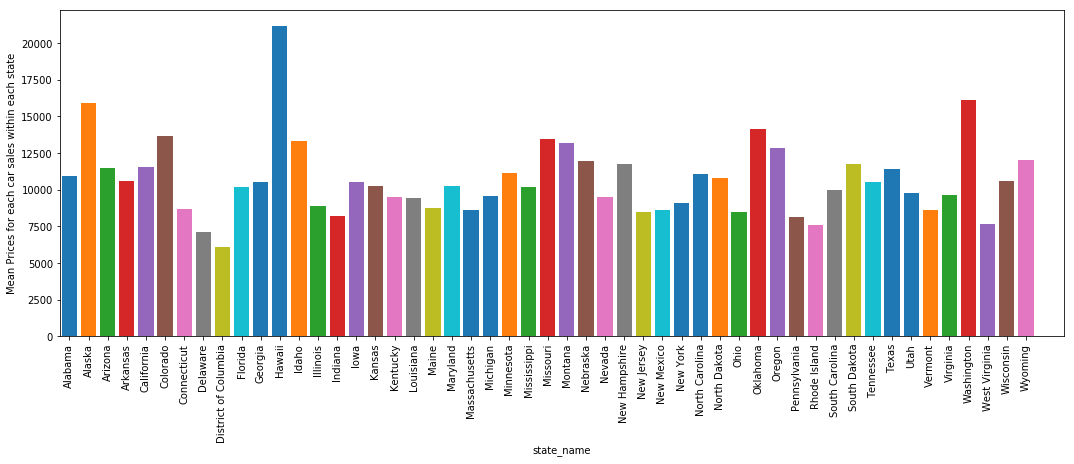 Mean Prices for each car sales within each state
20000
17500
15000
12500
10000
7500
5000
2500
0
Alabama
Alaska
Arizona
Arkansas
California
Colorado
Connecticut
Delaware
District of Columbia
Florida
Georgia
Hawaii
Idaho
Illinois
Indiana
Iowa
Kansas
Kentucky
Louisiana
Maine
Maryland
Massachusetts
Michigan
Minnesota
Mississippi
Missouri
Montana
Nebraska
Nevada
New Hampshire
New Jersey
New Mexico
New York
North Carolina
North Dakota
Ohio
Oklahoma
Oregon
Pennsylvania
Rhode Island
South Carolina
South Dakota
Tennessee
Texas
Utah
Vermont
Virginia
Washington
West Virginia
Wisconsin
Wyoming
state_name